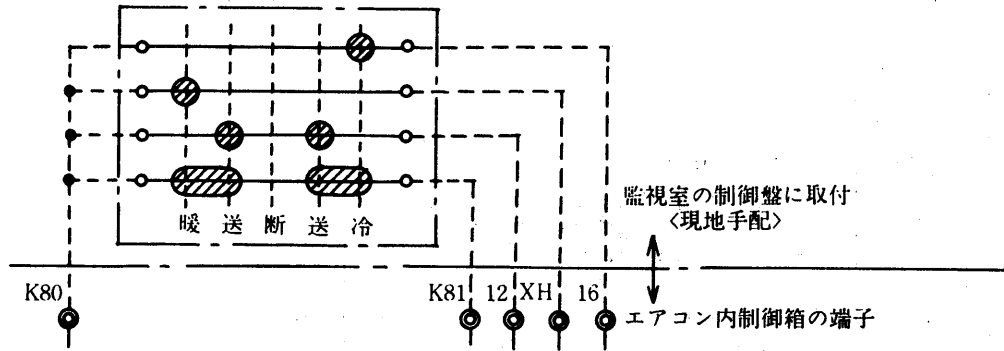 暖 送 断 送 冷
監視室の制御盤に取付
〈現地手配〉
K80 K81 12 XH 16
エアコン内制御箱の端子